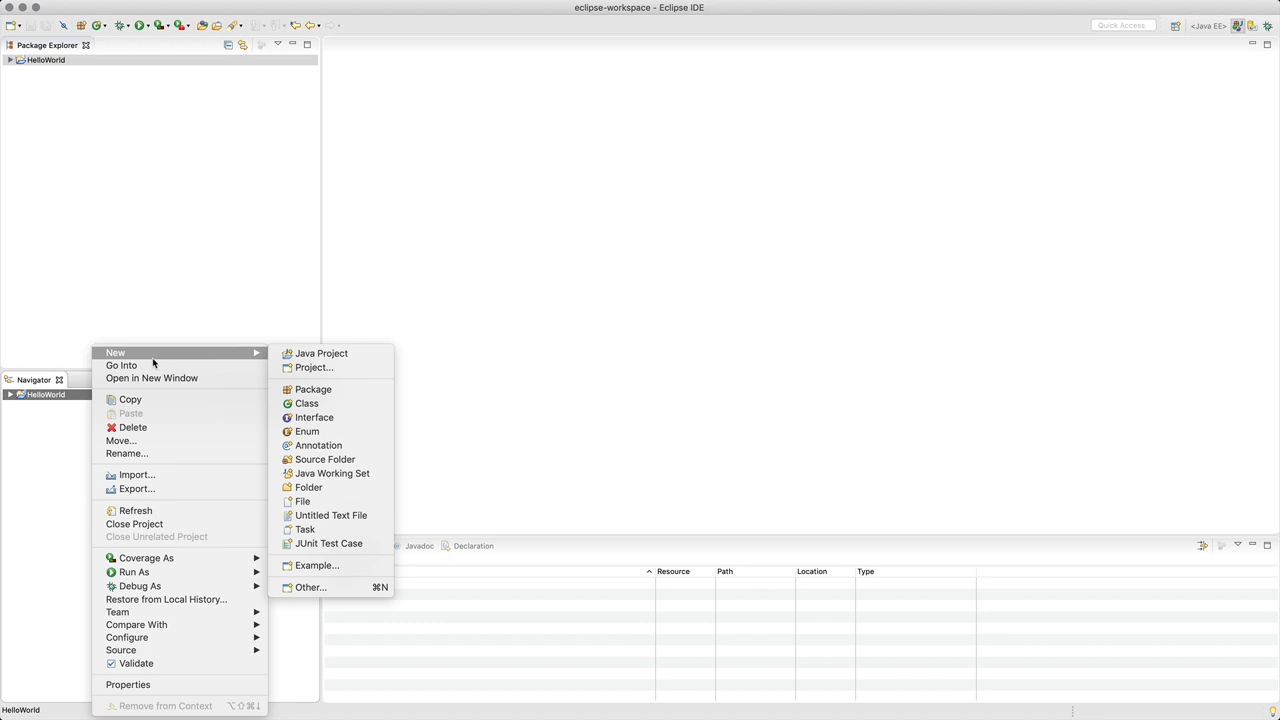 eclipse-workspace - Eclipse IDE
Quick Access
<Java EE>
Package Explorer
HelloWorld
New
Go Into
Open in New Window
Copy
Paste
Delete
Move...
Rename...
Import...
Export...
Refresh
Close Project
Close Unrelated Project
Coverage As
Run As
Debug As
Restore from Local History...
Team
Compare With
Configure
Source
Validate
Properties
Remove from Context ⌥⇧⌘↓
Java Project
Project...
Package
Class
Interface
Enum
Annotation
Source Folder
Java Working Set
Folder
File
Untitled Text File
Task
JUnit Test Case
Example...
Other... ⌘N
Navigator
HelloWorld
Javadoc
Declaration
Resource
Path
Location
Type
HelloWorld